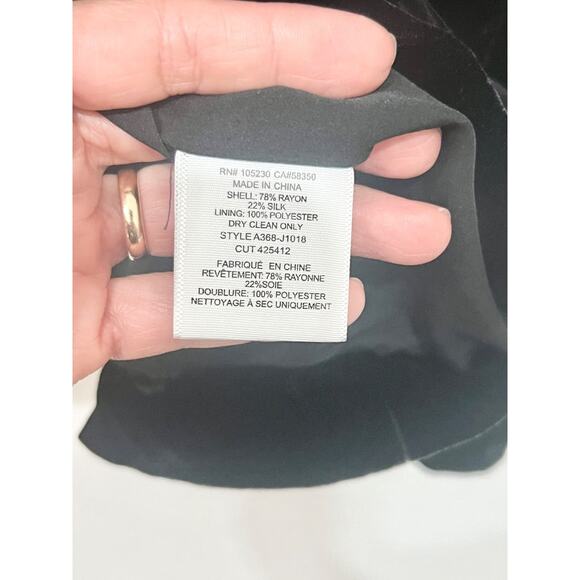 RN# 105230 CA#58350
MADE IN CHINA
SHELL: 78% RAYON
22% SILK
LINING: 100% POLYESTER
DRY CLEAN ONLY
STYLE A368-J1018
CUT 425412
FABRIQUÉ EN CHINE
REVÊTEMENT: 78% RAYONNE
22%SOIE
DOUBLURE: 100% POLYESTER
NETTOYAGE À SEC UNIQUEMENT